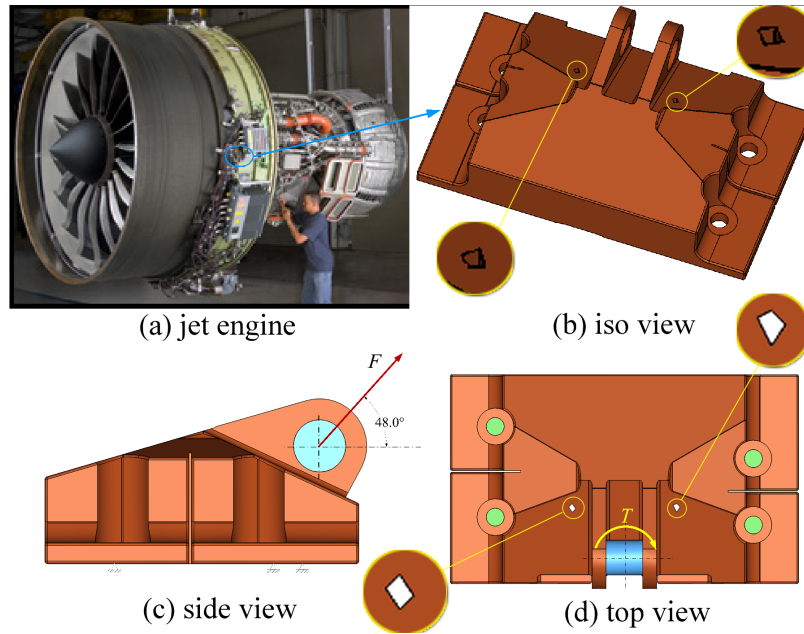 (a) jet engine
(b) iso view
F
48.0°
T
(c) side view
(d) top view